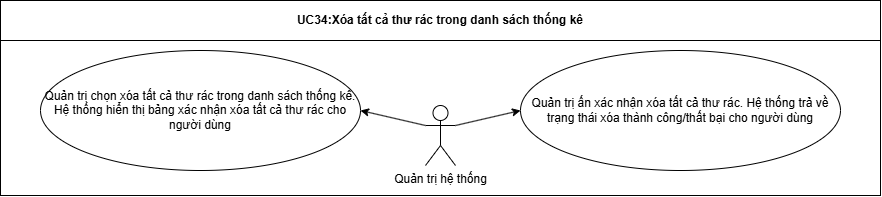 UC34:Xóa tất cả thư rác trong danh sách thống kê
Quản trị chọn xóa tất cả thư rác trong danh sách thống kê.
Hệ thống hiển thị bảng xác nhận xóa tất cả thư rác cho
người dùng
Quản trị ấn xác nhận xóa tất cả thư rác. Hệ thống trả về
trạng thái xóa thành công/thất bại cho người dùng
Quản trị hệ thống